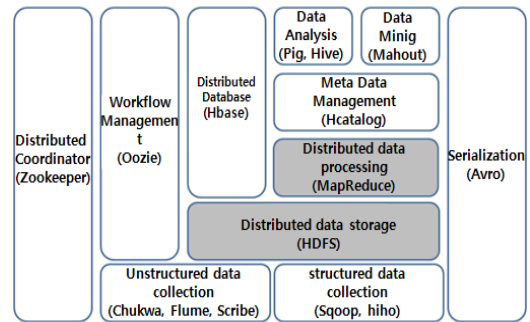 Distributed
Coordinator
(Zookeeper)
Workflow
Managemen
t
(Oozie)
Distributed
Database
(Hbase)
Data
Analysis
(Pig, Hive)
Data
Minig
(Mahout)
Meta Data
Management
(Hcatalog)
Distributed data
processing
(MapReduce)
Distributed data storage
(HDFS)
Unstructured data
collection
(Chukwa, Flume, Scribe)
structured data
collection
(Sqoop, hiho)
Serialization
(Avro)